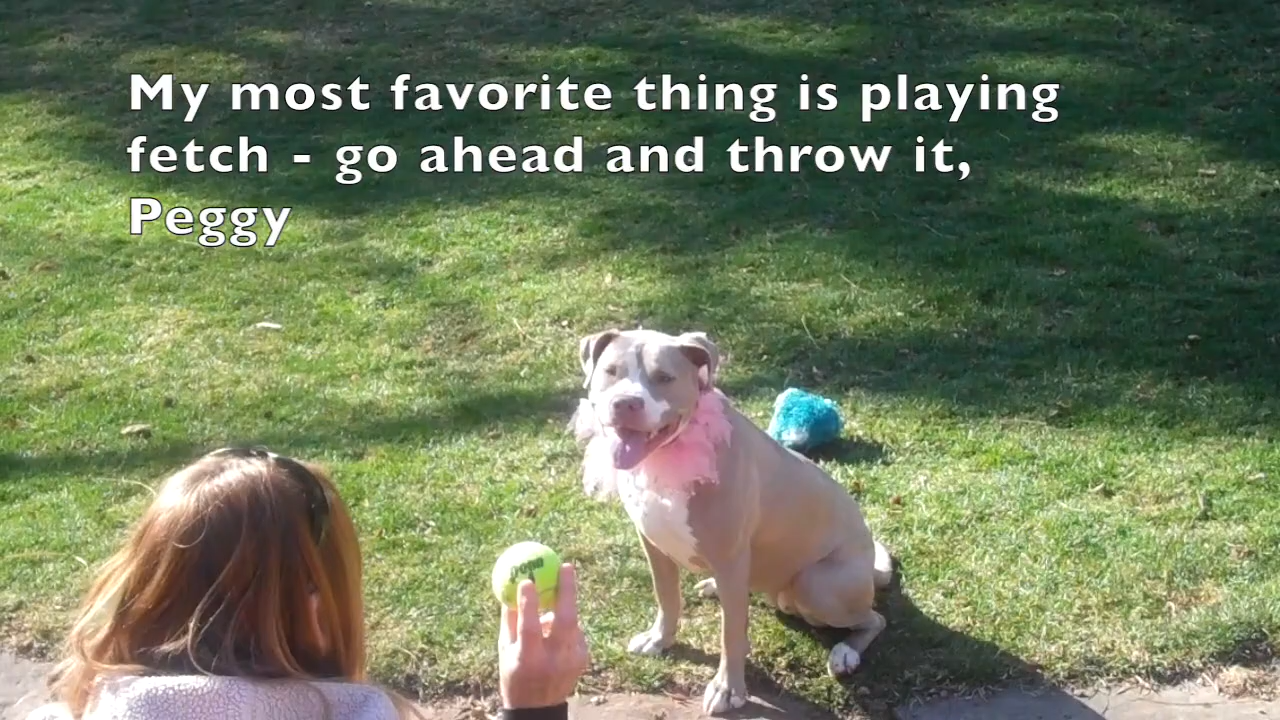 My most favorite thing is playing
fetch - go ahead and throw it,
Peggy